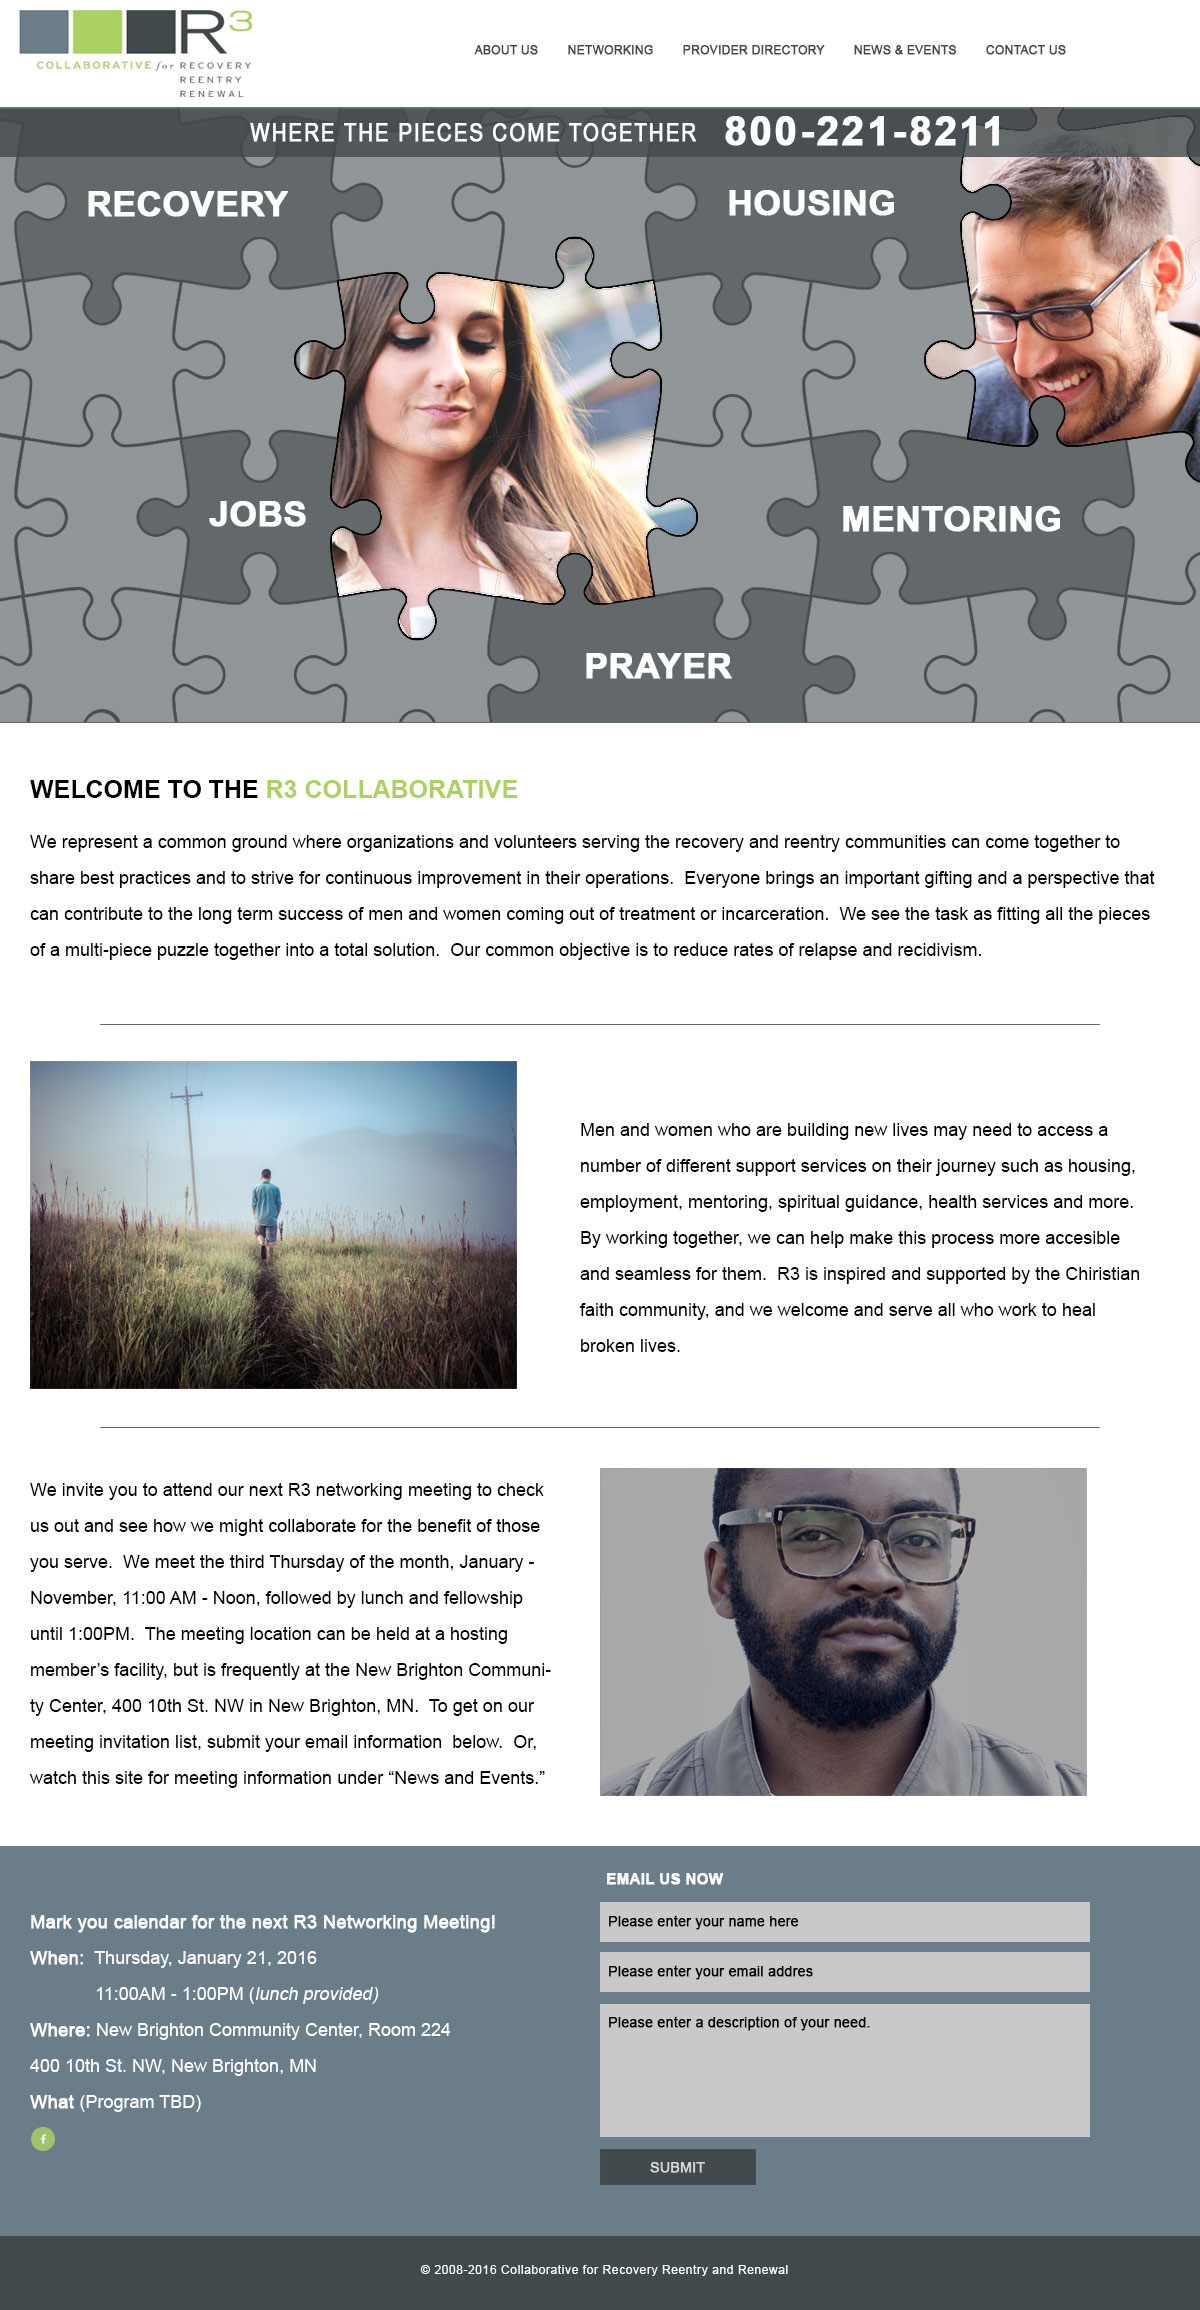 R3
COLLABORATIVE for RECOVERY
REENTRY
RENEWAL
ABOUT US NETWORKING PROVIDER DIRECTORY NEWS & EVENTS CONTACT US
WHERE THE PIECES COME TOGETHER 800-221-8211
RECOVERY
HOUSING
JOBS
MENTORING
PRAYER
WELCOME TO THE R3 COLLABORATIVE
We represent a common ground where organizations and volunteers serving the recovery and reentry communities can come together to
share best practices and to strive for continuous improvement in their operations. Everyone brings an important gifting and a perspective that
can contribute to the long term success of men and women coming out of treatment or incarceration. We see the task as fitting all the pieces
of a multi-piece puzzle together into a total solution. Our common objective is to reduce rates of relapse and recidivism.
Men and women who are building new lives may need to access a
number of different support services on their journey such as housing,
employment, mentoring, spiritual guidance, health services and more.
By working together, we can help make this process more accesible
and seamless for them. R3 is inspired and supported by the Chiristian
faith community, and we welcome and serve all who work to heal
broken lives.
We invite you to attend our next R3 networking meeting to check
us out and see how we might collaborate for the benefit of those
you serve. We meet the third Thursday of the month, January -
November, 11:00 AM - Noon, followed by lunch and fellowship
until 1:00PM. The meeting location can be held at a hosting
member’s facility, but is frequently at the New Brighton Communi-
ty Center, 400 10th St. NW in New Brighton, MN. To get on our
meeting invitation list, submit your email information below. Or,
watch this site for meeting information under “News and Events.”
Mark you calendar for the next R3 Networking Meeting!
When: Thursday, January 21, 2016
11:00AM - 1:00PM (lunch provided)
Where: New Brighton Community Center, Room 224
400 10th St. NW, New Brighton, MN
What (Program TBD)
f
EMAIL US NOW
Please enter your name here
Please enter your email addres
Please enter a description of your need.
SUBMIT
© 2008-2016 Collaborative for Recovery Reentry and Renewal